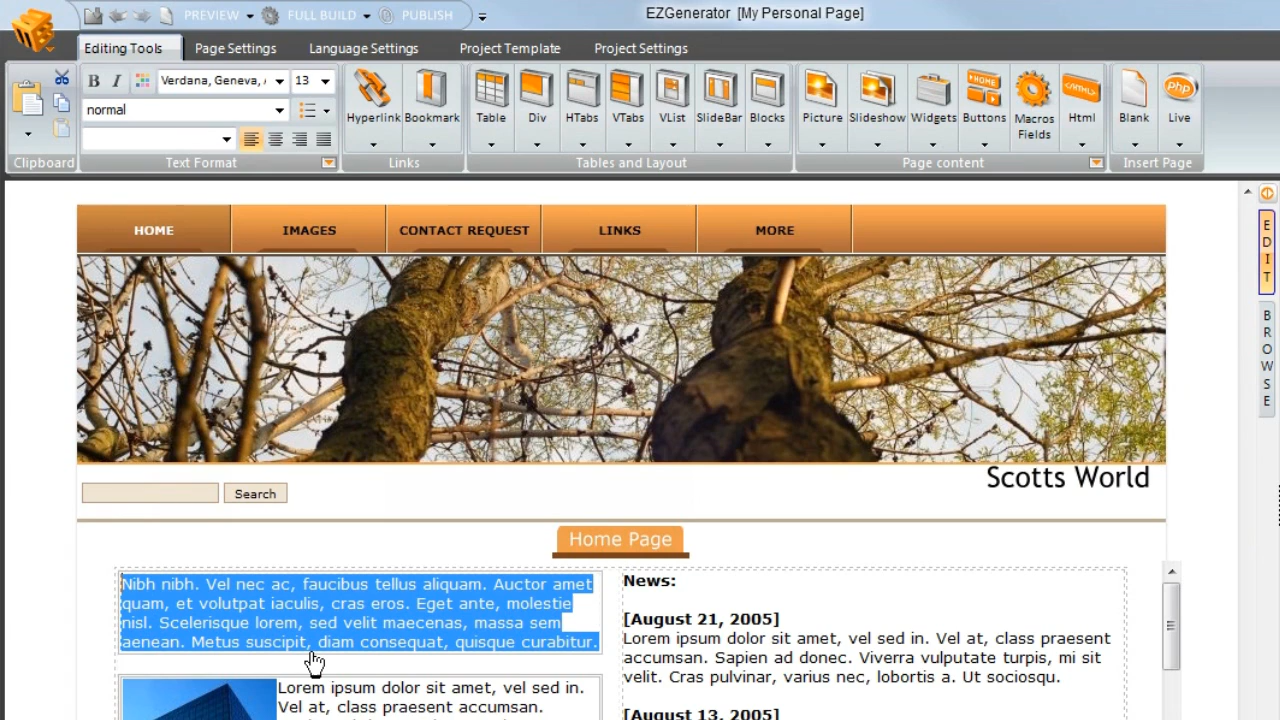 PREVIEW FULL BUILD PUBLISH
EZGenerator [My Personal Page]
Editing Tools Page Settings Language Settings Project Template Project Settings
B I Verdana, Geneva, 13
normal
Hyperlink Bookmark Table Div HTabs VTabs VList SlideBar Blocks Picture Slideshow Widgets Buttons Macros Fields Html Blank Live
HOME
<HTML>
Php
Clipboard Text Format Links Tables and Layout Page content Insert Page
EDIT
BROWSE
HOME IMAGES CONTACT REQUEST LINKS MORE
Scotts World
Search
Home Page
Nibh nibh. Vel nec ac, faucibus tellus aliquam. Auctor amet
quam, et volutpat iaculis, cras eros. Eget ante, molestie
nisl. Scelerisque lorem, sed velit maecenas, massa sem
aenean. Metus suscipit, diam consequat, quisque curabitur.
Lorem ipsum dolor sit amet, vel sed in.
Vel at, class praesent accumsan.
News:
[August 21, 2005]
Lorem ipsum dolor sit amet, vel sed in. Vel at, class praesent
accumsan. Sapien ad donec. Viverra vulputate turpis, mi sit
velit. Cras pulvinar, varius nec, lobortis a. Ut sociosqu.
[August 13, 2005]